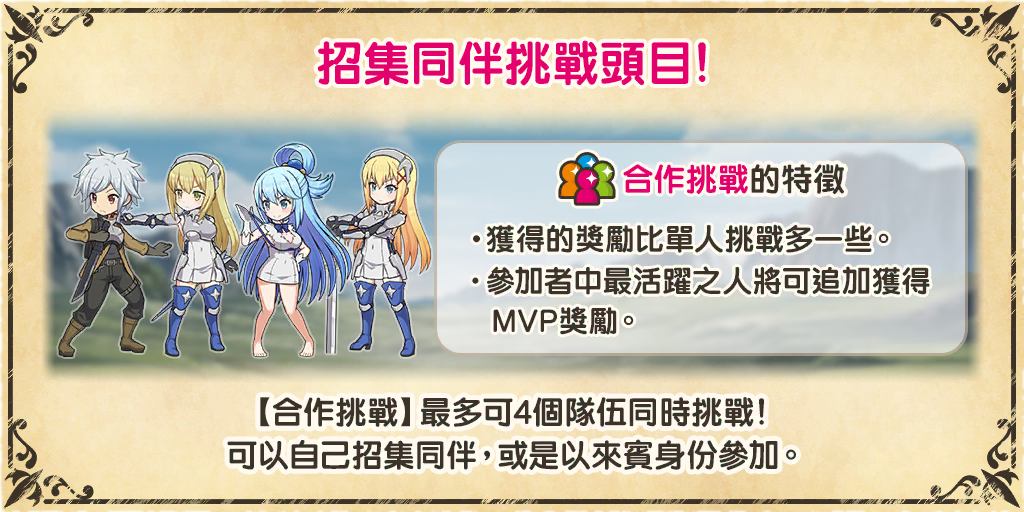 招集同伴挑戰頭目!
合作挑戰的特徵
・獲得的獎勵比單人挑戰多一些。
・參加者中最活躍之人將可追加獲得
MVP獎勵。
【合作挑戰】最多可4個隊伍同時挑戰!
可以自己招集同伴,或是以來賓身份參加。